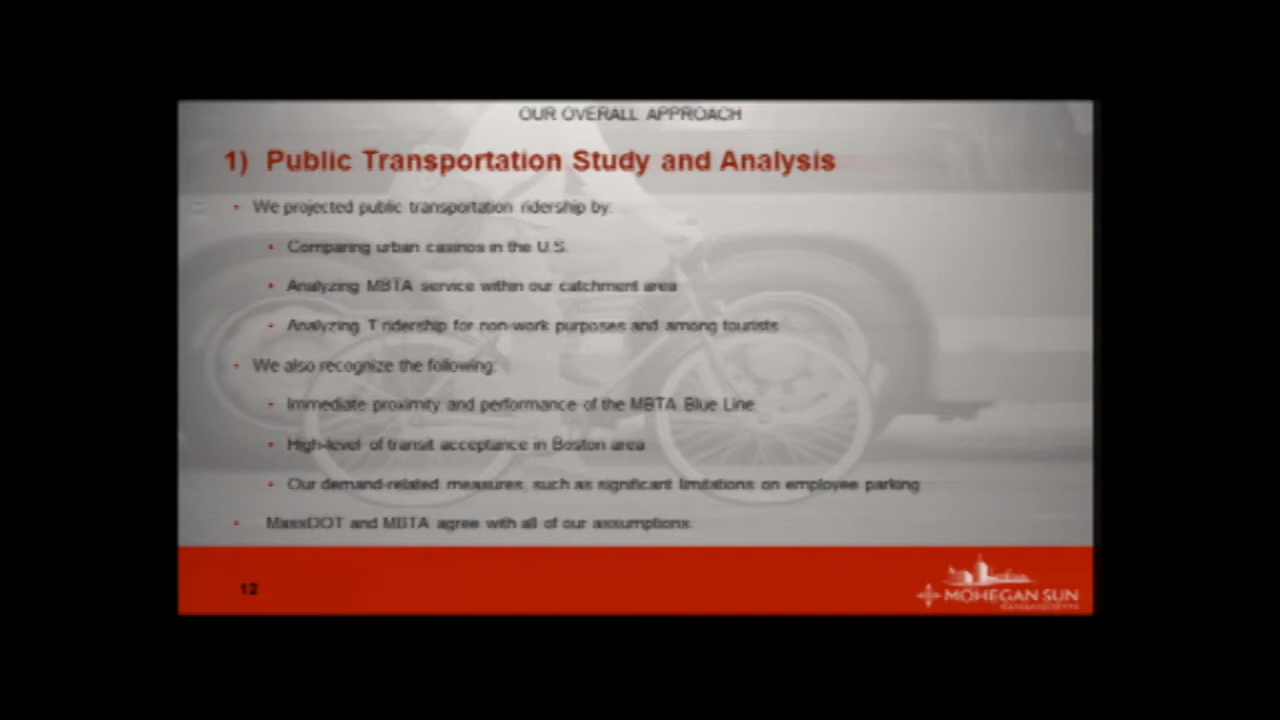 OUR OVERALL APPROACH
1) Public Transportation Study and Analysis
• We projected public transportation ridership by:
• Comparing urban casinos in the U.S.
• Analyzing MBTA service within our catchment area
• Analyzing T ridership for non-work purposes and among tourists
• We also recognize the following:
• Immediate proximity and performance of the MBTA Blue Line
• High-level of transit acceptance in Boston area
• Our demand-related measures, such as significant limitations on employee parking
• MassDOT and MBTA agree with all of our assumptions
12
MOHEGAN SUN